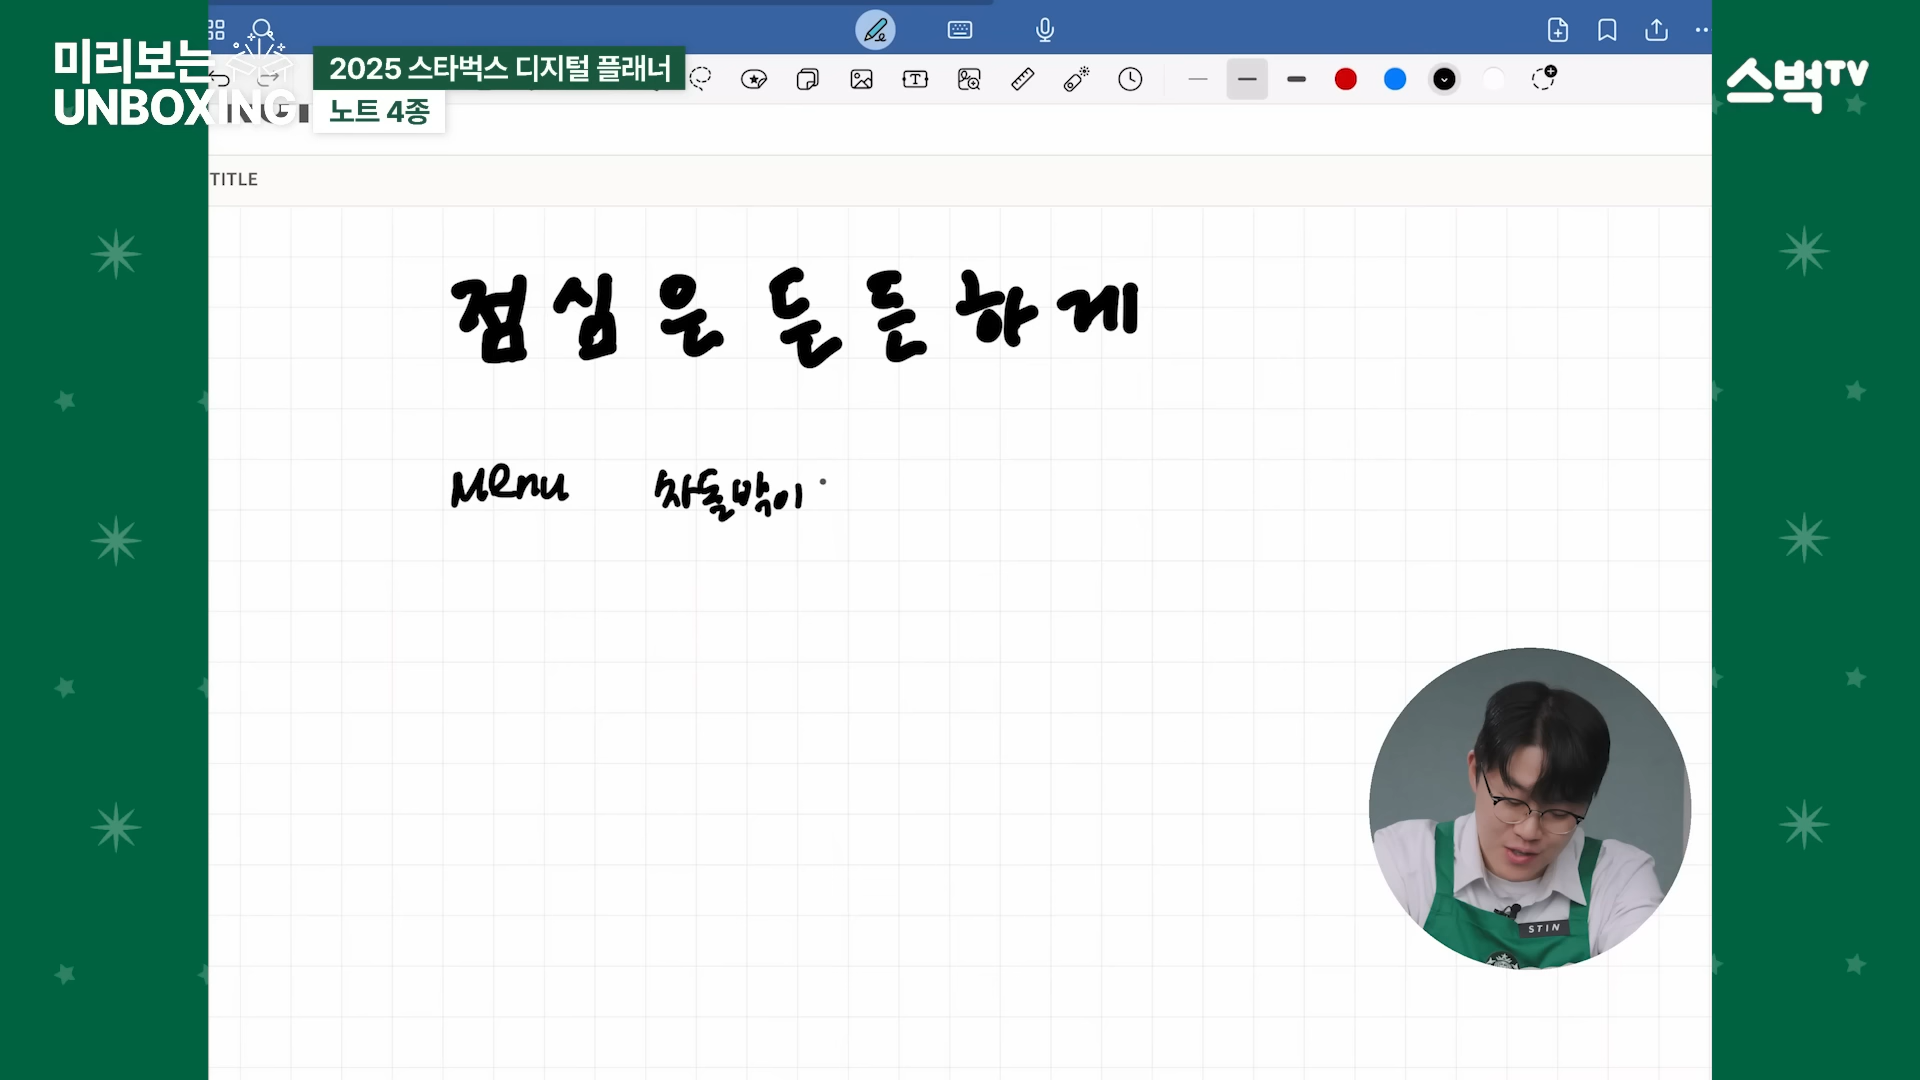 미리보는
UNBOXING
2025 스타벅스 디지털 플래너
노트 4종
스벅TV
TITLE
점심은 든든하게
Menu 차돌박이
STIN